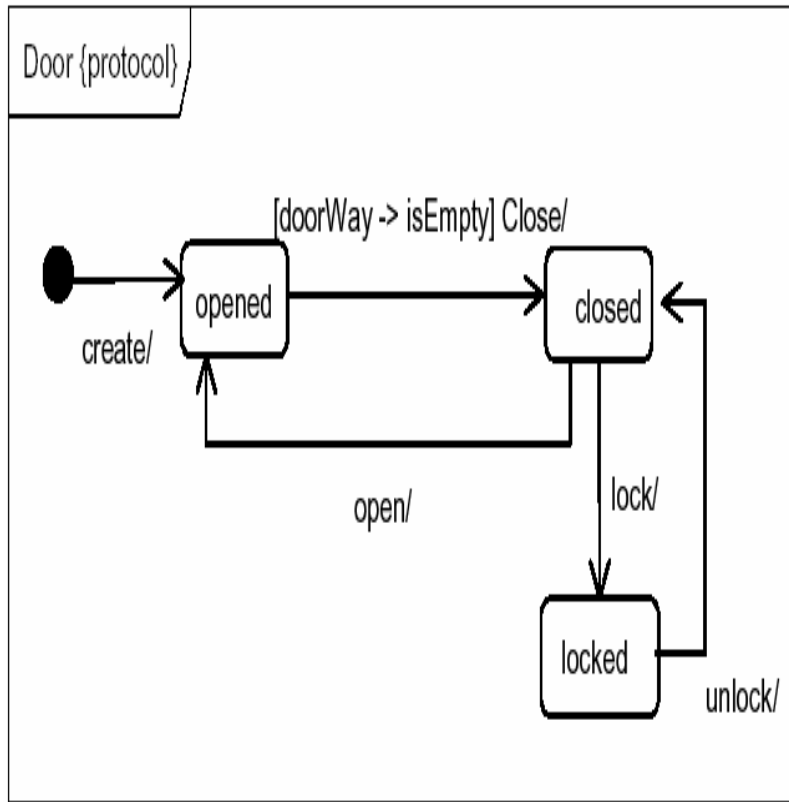 Door {protocol}
[doorWay -> isEmpty] Close/
opened
closed
create/
open/
lock/
locked
unlock/